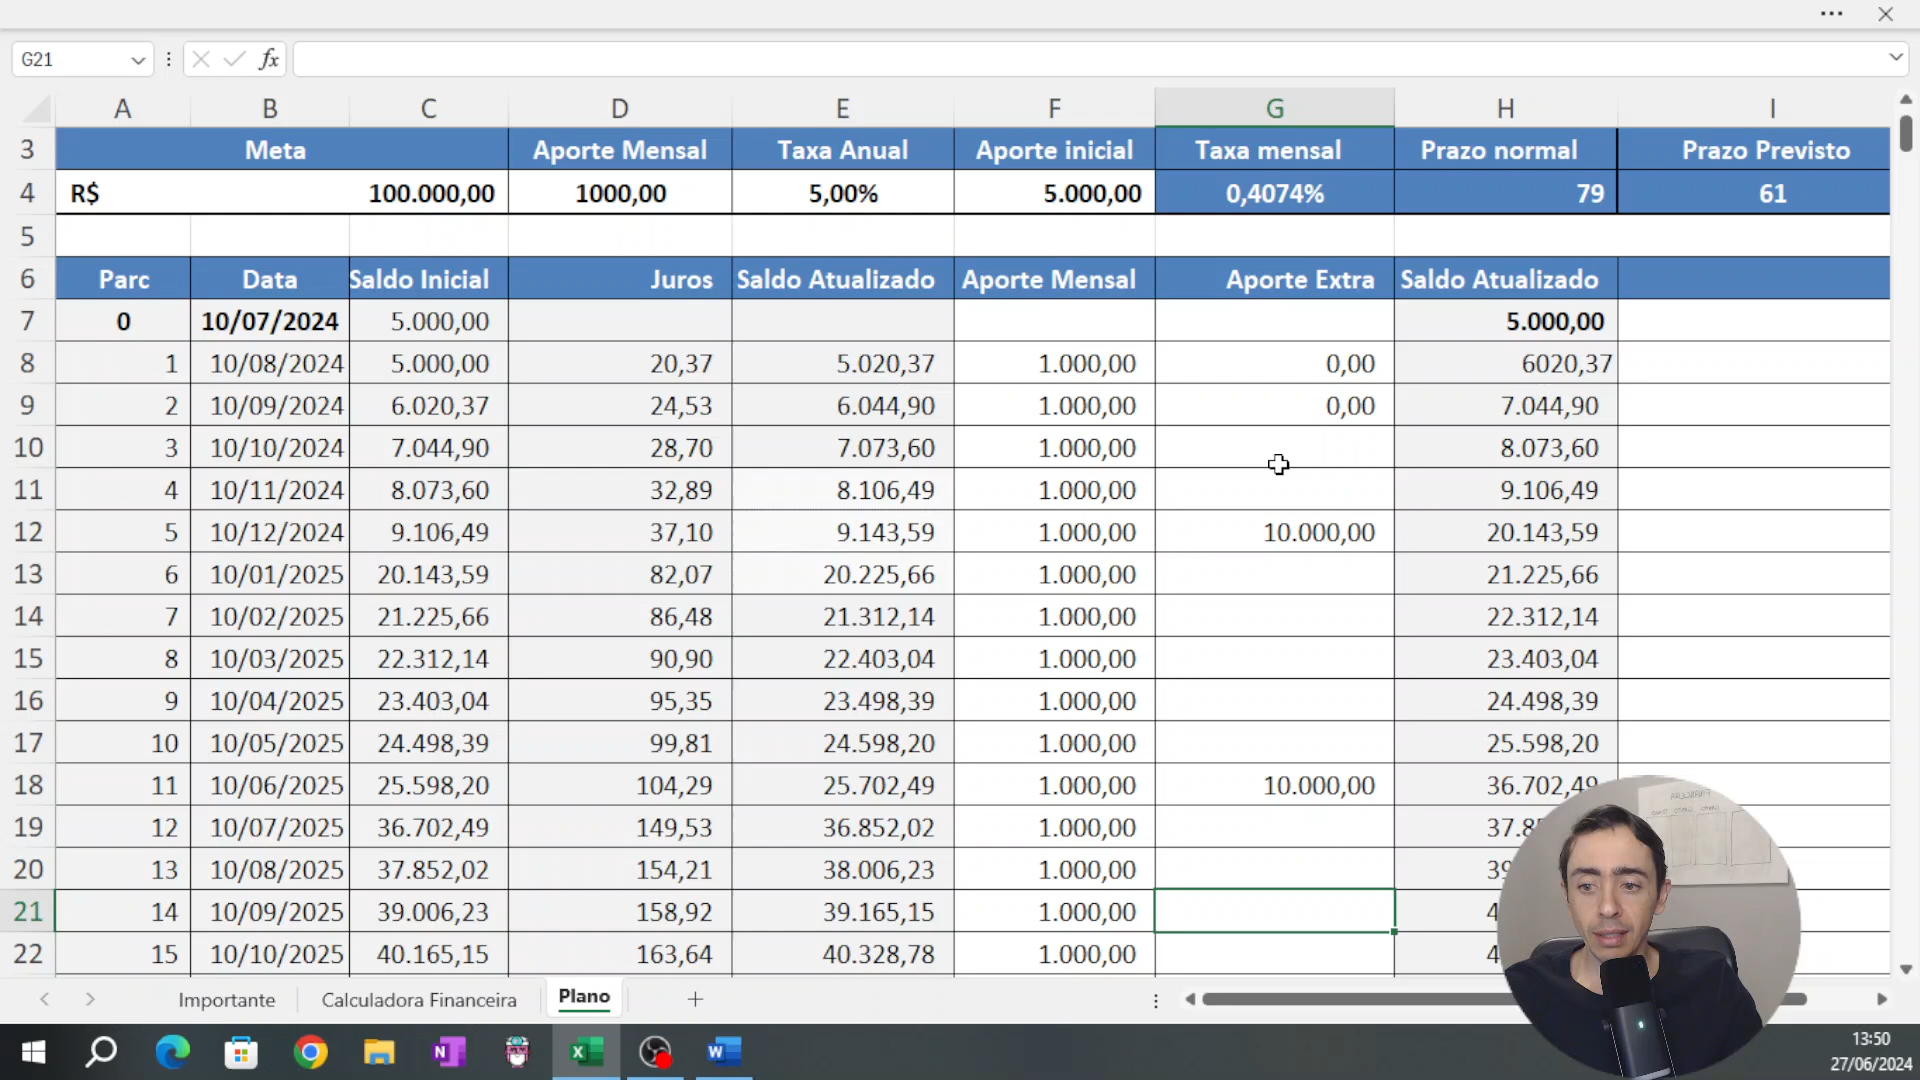 G21 fx
A B C D E F G H I
3 Meta Aporte Mensal Taxa Anual Aporte inicial Taxa mensal Prazo normal Prazo Previsto
4 R$ 100.000,00 1000,00 5,00% 5.000,00 0,4074% 79 61
5
6 Parc Data Saldo Inicial Juros Saldo Atualizado Aporte Mensal Aporte Extra Saldo Atualizado
7 0 10/07/2024 5.000,00 5.000,00
8 1 10/08/2024 5.000,00 20,37 5.020,37 1.000,00 0,00 6020,37
9 2 10/09/2024 6.020,37 24,53 6.044,90 1.000,00 0,00 7.044,90
10 3 10/10/2024 7.044,90 28,70 7.073,60 1.000,00 8.073,60
11 4 10/11/2024 8.073,60 32,89 8.106,49 1.000,00 9.106,49
12 5 10/12/2024 9.106,49 37,10 9.143,59 1.000,00 10.000,00 20.143,59
13 6 10/01/2025 20.143,59 82,07 20.225,66 1.000,00 21.225,66
14 7 10/02/2025 21.225,66 86,48 21.312,14 1.000,00 22.312,14
15 8 10/03/2025 22.312,14 90,90 22.403,04 1.000,00 23.403,04
16 9 10/04/2025 23.403,04 95,35 23.498,39 1.000,00 24.498,39
17 10 10/05/2025 24.498,39 99,81 24.598,20 1.000,00 25.598,20
18 11 10/06/2025 25.598,20 104,29 25.702,49 1.000,00 10.000,00 36.702,49
19 12 10/07/2025 36.702,49 149,53 36.852,02 1.000,00 37.8
20 13 10/08/2025 37.852,02 154,21 38.006,23 1.000,00 39
21 14 10/09/2025 39.006,23 158,92 39.165,15 1.000,00 4
22 15 10/10/2025 40.165,15 163,64 40.328,78 1.000,00 4
Importante Calculadora Financeira Plano
13:50
27/06/2024